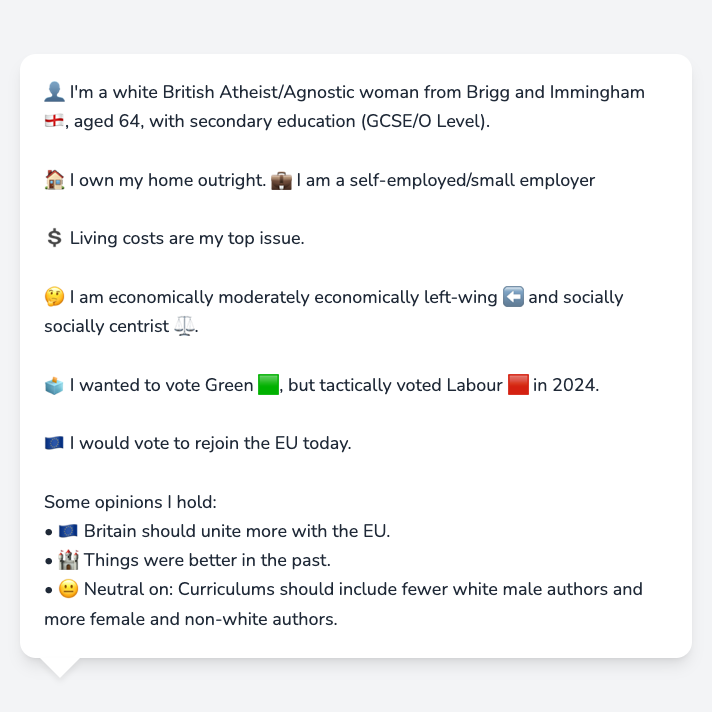 👤 I'm a white British Atheist/Agnostic woman from Brigg and Immingham
🏴󠁧󠁢󠁥󠁮󠁧󠁿, aged 64, with secondary education (GCSE/O Level).
🏠 I own my home outright. 💼 I am a self-employed/small employer
💲 Living costs are my top issue.
🤔 I am economically moderately economically left-wing ⬅️ and socially
socially centrist ⚖️.
🗳️ I wanted to vote Green 🟩, but tactically voted Labour 🟥 in 2024.
🇪🇺 I would vote to rejoin the EU today.
Some opinions I hold:
• 🇪🇺 Britain should unite more with the EU.
• 🏰 Things were better in the past.
• 😐 Neutral on: Curriculums should include fewer white male authors and
more female and non-white authors.